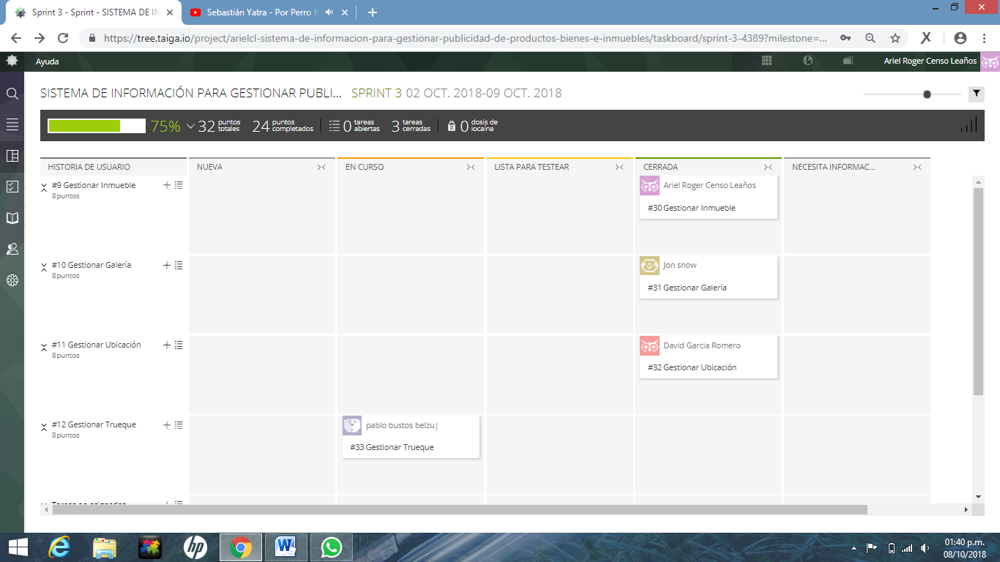 Sprint 3 - Sprint - SISTEMA DE IN
Sebastián Yatra - Por Perro f
https://tree.taiga.io/project/arielcl-sistema-de-informacion-para-gestionar-publicidad-de-productos-bienes-e-inmuebles/taskboard/sprint-3-4389?milestone=...
Ayuda
Ariel Roger Censo Leaños
SISTEMA DE INFORMACIÓN PARA GESTIONAR PUBLI... SPRINT 3 02 OCT. 2018-09 OCT. 2018
75% 32 puntos totales 24 puntos completados 0 tareas abiertas 3 tareas cerradas 0 dosis de iocaína
HISTORIA DE USUARIO NUEVA EN CURSO LISTA PARA TESTEAR CERRADA NECESITA INFORMAC...
#9 Gestionar Inmueble
8puntos
Ariel Roger Censo Leaños
#30 Gestionar Inmueble
#10 Gestionar Galería
8puntos
Jon snow
#31 Gestionar Galería
#11 Gestionar Ubicación
8puntos
David Garcia Romero
#32 Gestionar Ubicación
#12 Gestionar Trueque
8puntos
pablo bustos belzu|
#33 Gestionar Trueque
Tareas no asignadas
hp
01:40 p.m.
08/10/2018